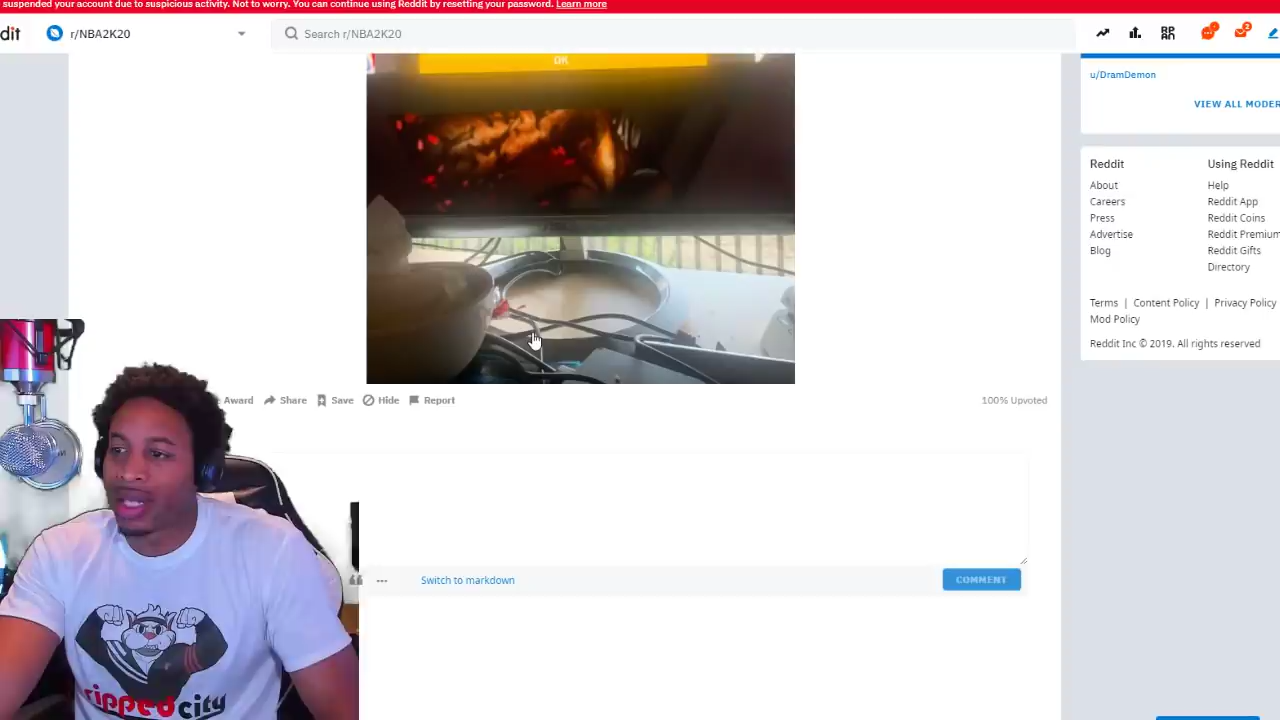 suspended your account due to suspicious activity. Not to worry. You can continue using Reddit by resetting your password. Learn more
dit r/NBA2K20 Search r/NBA2K20
OK
u/DramDemon
VIEW ALL MODER
Reddit Using Reddit
About Help
Careers Reddit App
Press Reddit Coins
Advertise Reddit Premium
Blog Reddit Gifts
Directory
Terms | Content Policy | Privacy Policy
Mod Policy
Reddit Inc © 2019. All rights reserved
Award Share Save Hide Report 100% Upvoted
Switch to markdown COMMENT
rippedcity